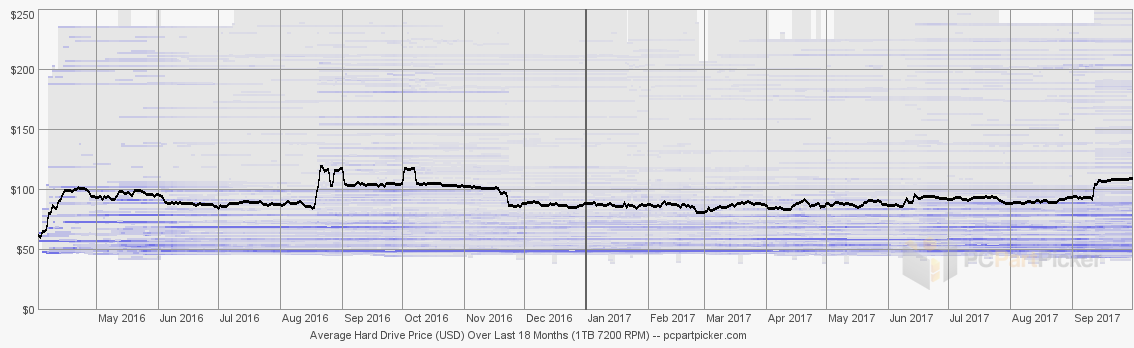 $250
$200
$150
$100
$50
$0
May 2016 Jun 2016 Jul 2016 Aug 2016 Sep 2016 Oct 2016 Nov 2016 Dec 2016 Jan 2017 Feb 2017 Mar 2017 Apr 2017 May 2017 Jun 2017 Jul 2017 Aug 2017 Sep 2017
Average Hard Drive Price (USD) Over Last 18 Months (1TB 7200 RPM) -- pcpartpicker.com
PCPartPicker